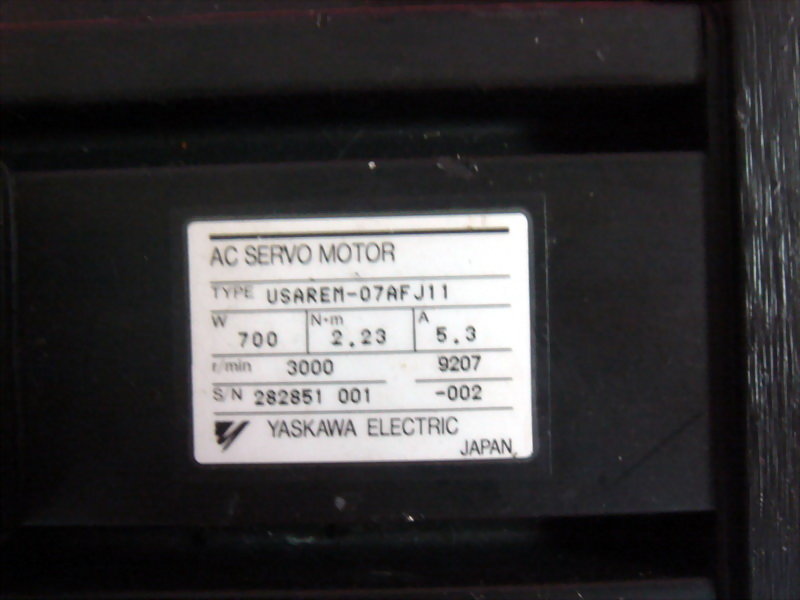 AC SERVO MOTOR
TYPE USAREM-07AFJ11
W 700 N·m 2.23 A 5.3
r/min 3000 9207
S/N 282851 001 -002
YASKAWA ELECTRIC
JAPAN